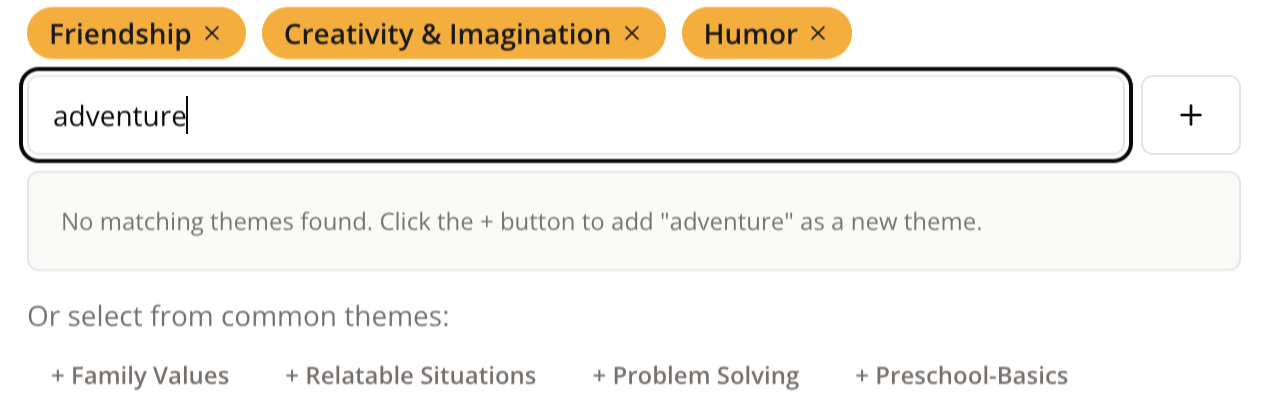 Friendship × Creativity & Imagination × Humor ×
adventure +
No matching themes found. Click the + button to add "adventure" as a new theme.
Or select from common themes:
+ Family Values + Relatable Situations + Problem Solving + Preschool-Basics